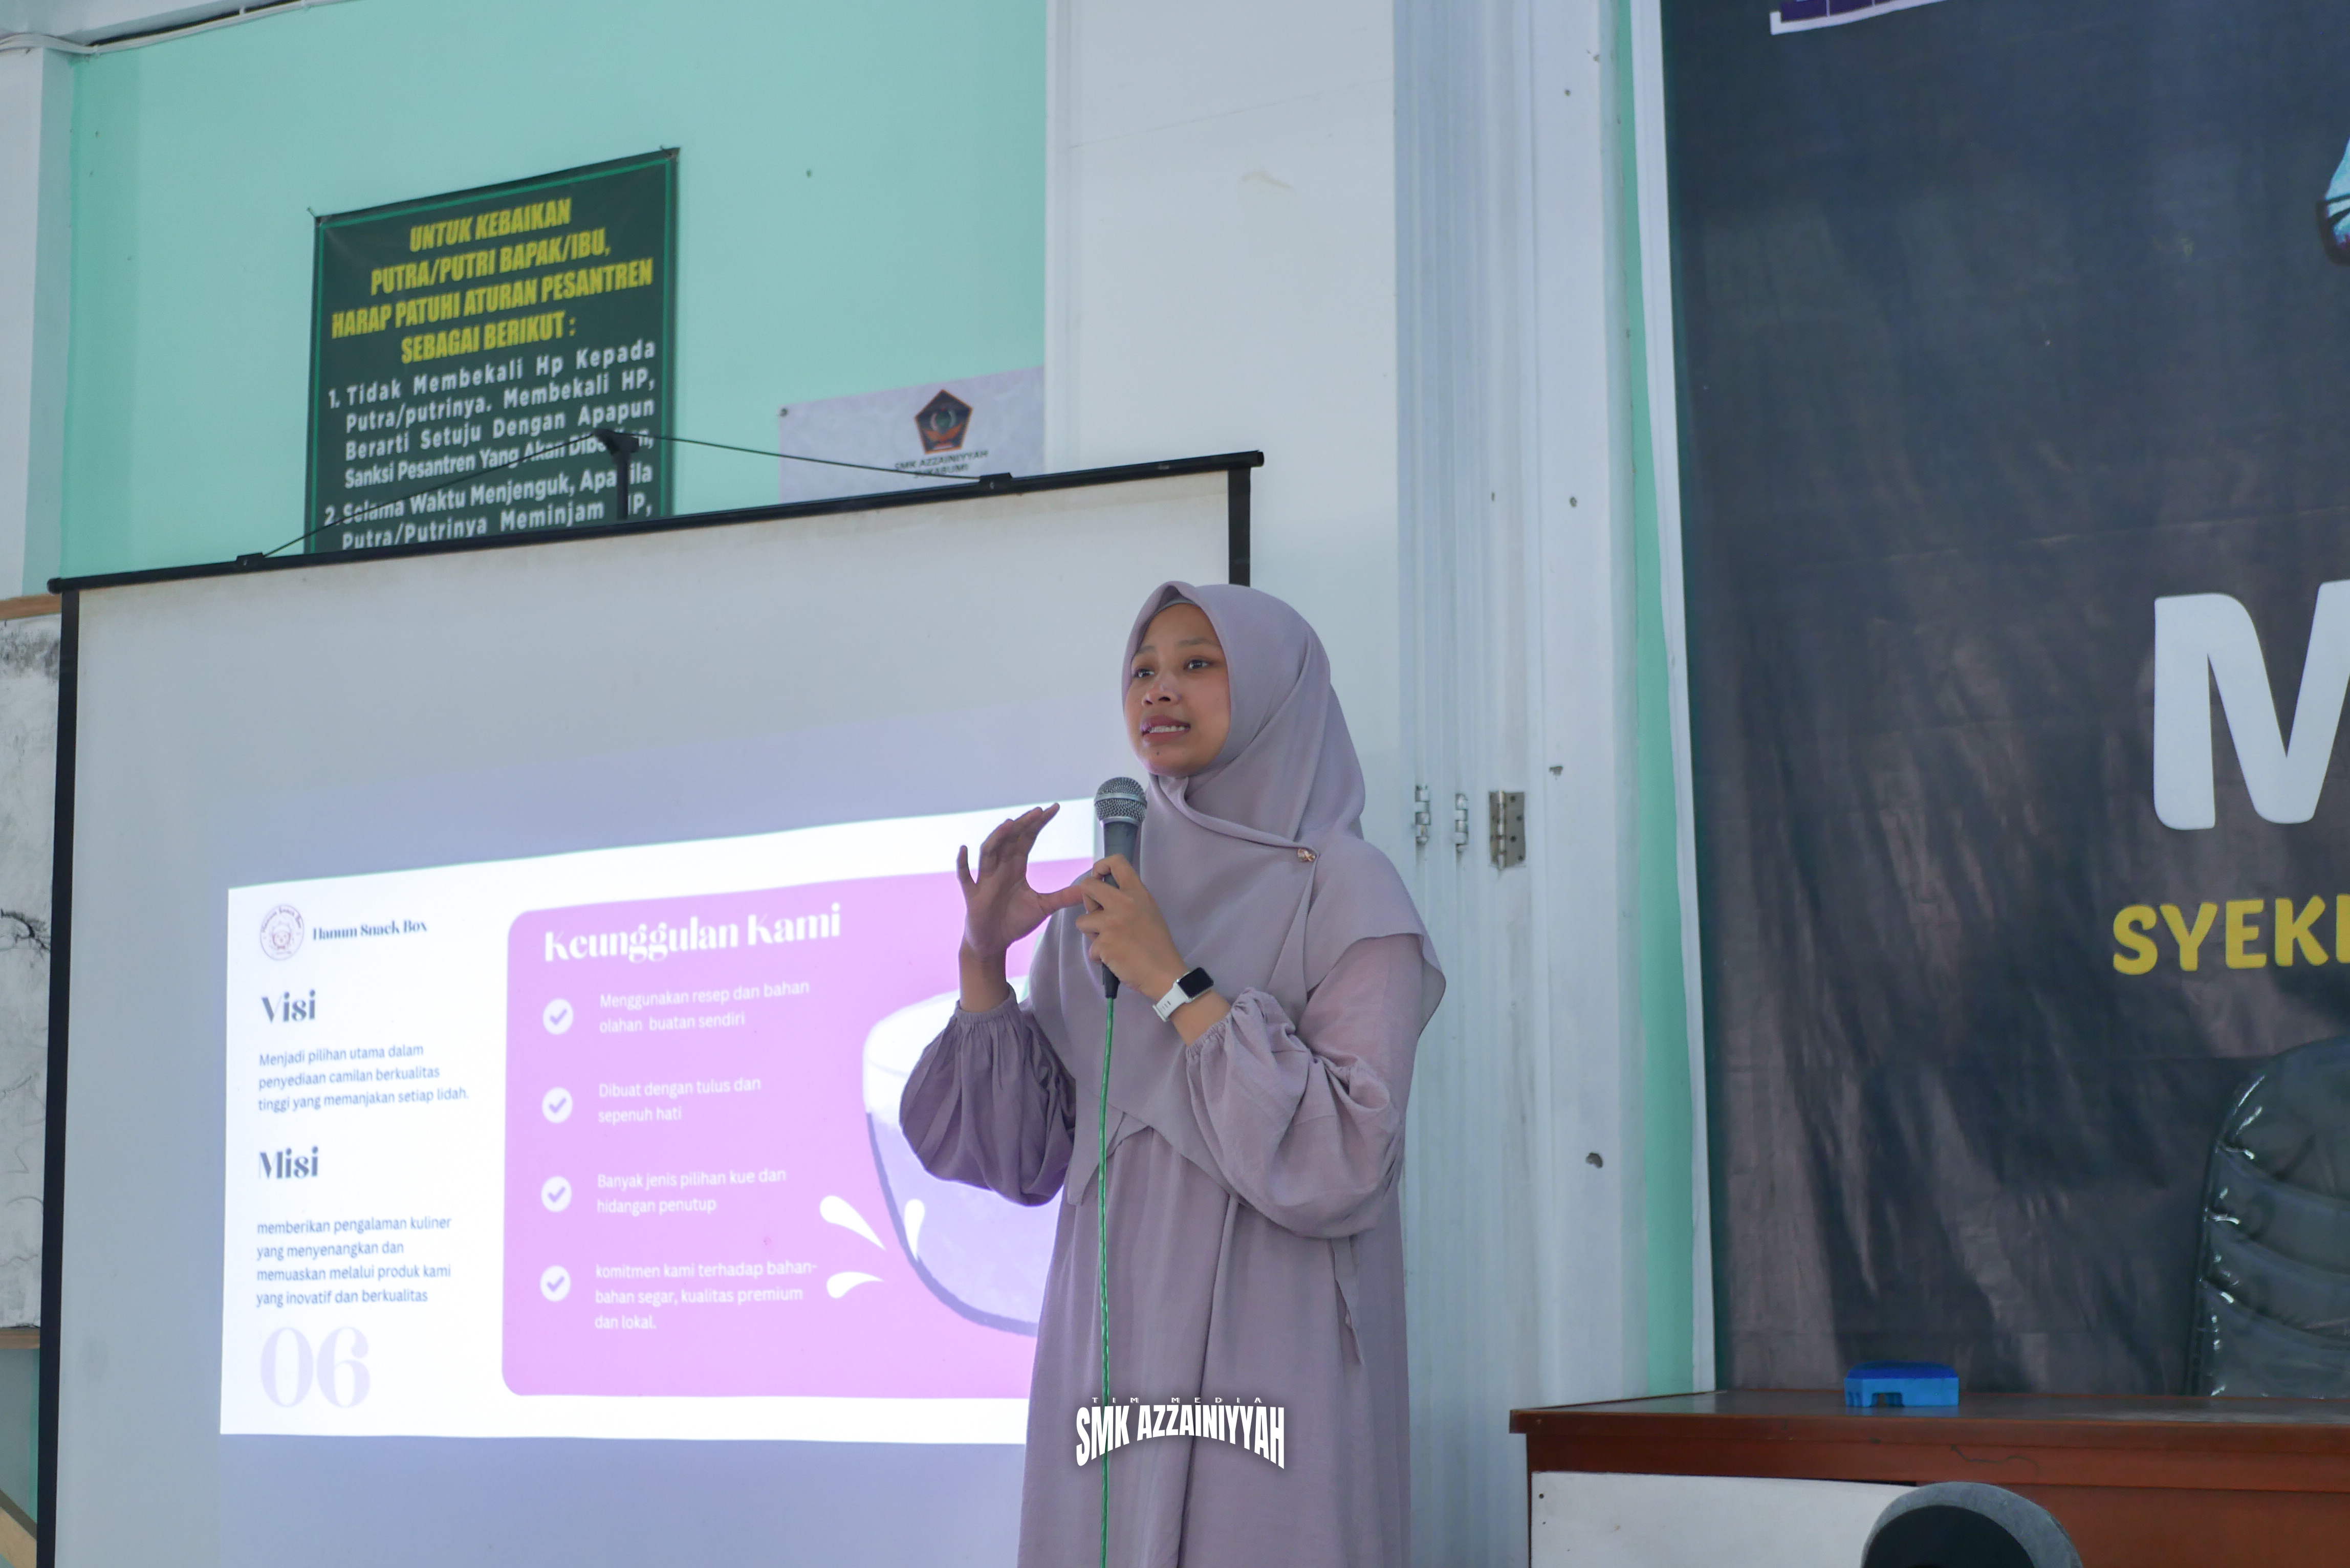 UNTUK KEBAIKAN
PUTRA/PUTRI BAPAK/IBU,
HARAP PATUHI ATURAN PESANTREN
SEBAGAI BERIKUT :
1. Tidak Membekali Hp Kepada
Putra/putrinya. Membekali HP,
Berarti Setuju Dengan Apapun
Sanksi Pesantren Yang Akan
2. Selama Waktu Menjenguk,
Putra/Putrinya Meminjam
SMK AZZAINIYYAH
SUKABUMI
Hanum Snack Box
Visi
Menjadi pilihan utama dalam
penyediaan camilan berkualitas
tinggi yang memanjakan setiap lidah.
Misi
memberikan pengalaman kuliner
yang menyenangkan dan
memuaskan melalui produk kami
yang inovatif dan berkualitas
06
Keunggulan Kami
Menggunakan resep dan bahan
olahan buatan sendiri
Dibuat dengan tulus dan
sepenuh hati
Banyak jenis pilihan kue dan
hidangan penutup
komitmen kami terhadap bahan-
bahan segar, kualitas premium
dan lokal.
M
SYEK
TIM MEDIA
SMK AZZAINIYYAH